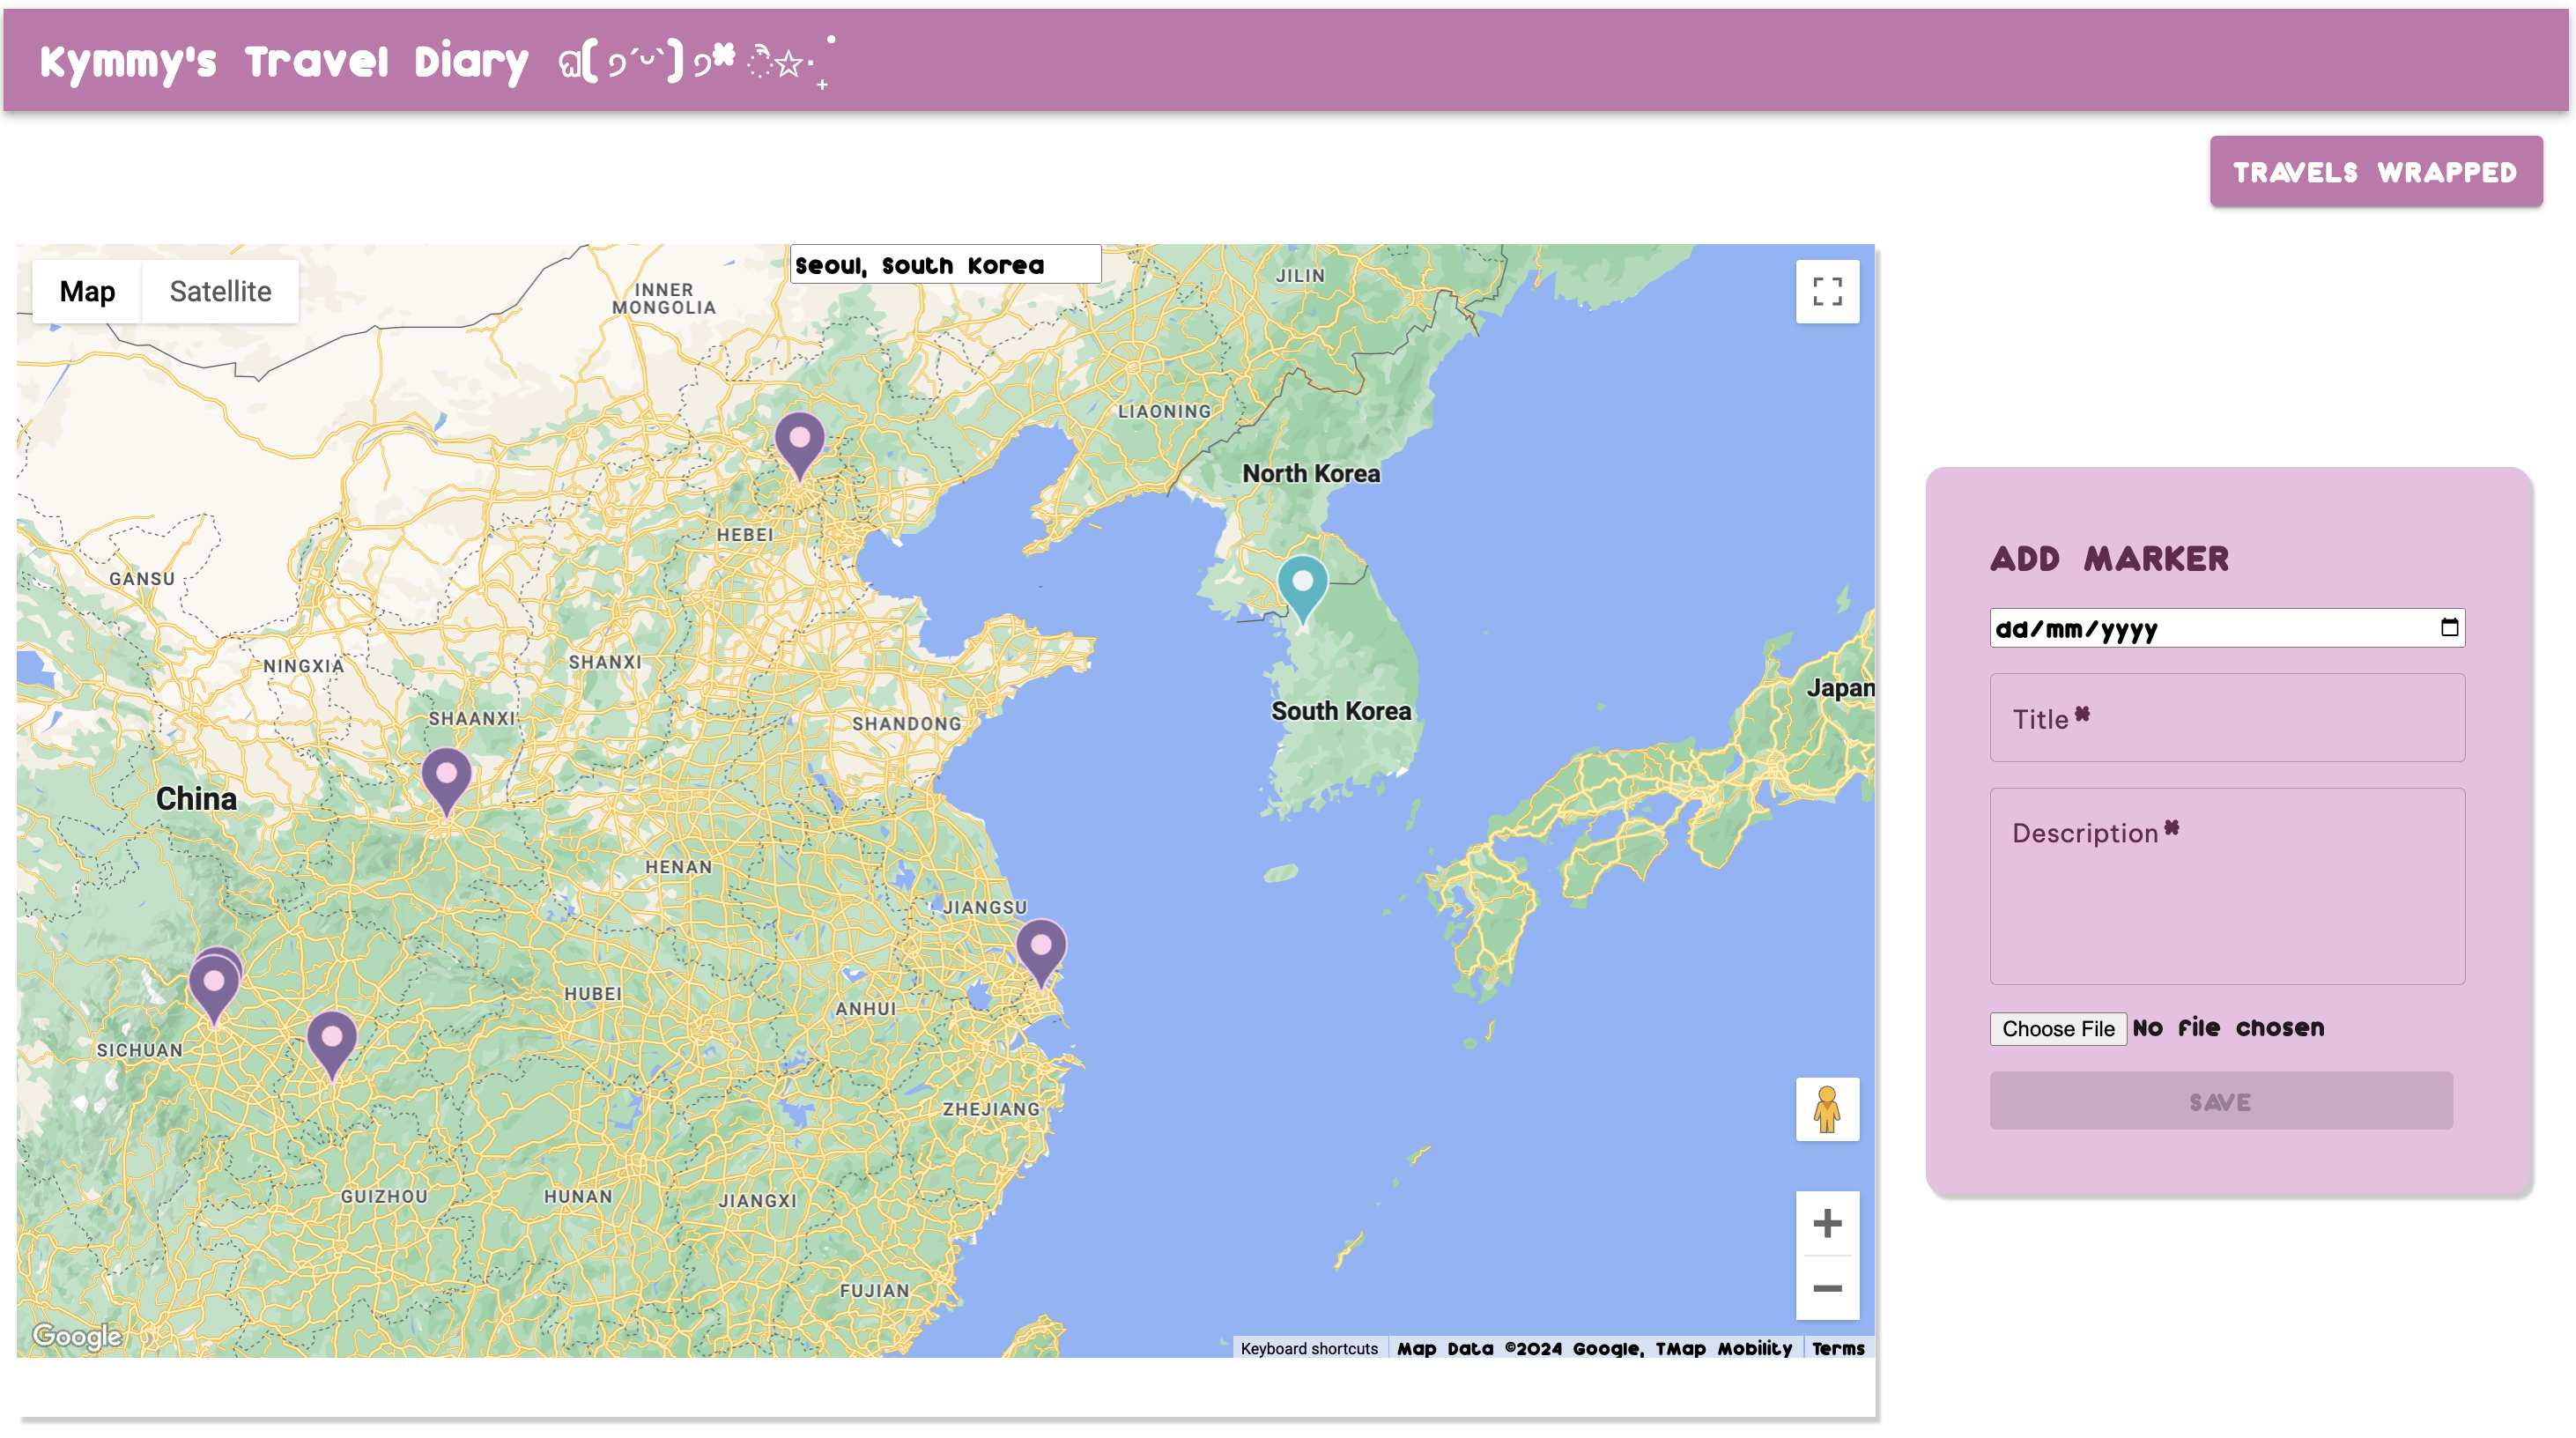 Kymmy's Travel Diary ดิ( ͡ʘ´ᵕ`)੭* ੈ☆‧₊˚
TRAVELS WRAPPED
Map
Satellite
Seoul, South Korea
INNER
MONGOLIA
JILIN
LIAONING
North Korea
HEBEI
GANSU
NINGXIA
SHANXI
SHAANXI
SHANDONG
South Korea
Japan
China
HENAN
JIANGSU
HUBEI
ANHUI
SICHUAN
ZHEJIANG
GUIZHOU
HUNAN
JIANGXI
FUJIAN
Google
Keyboard shortcuts
Map Data ©2024 Google, TMap Mobility
Terms
ADD MARKER
dd/mm/yyyy
Title *
Description *
Choose File No file chosen
SAVE